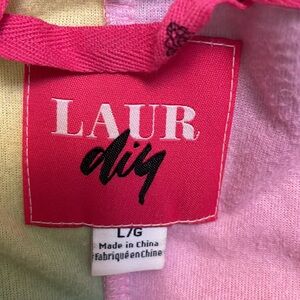 LAUR
diy
L/G
Made in China
Fabriqué en Chine